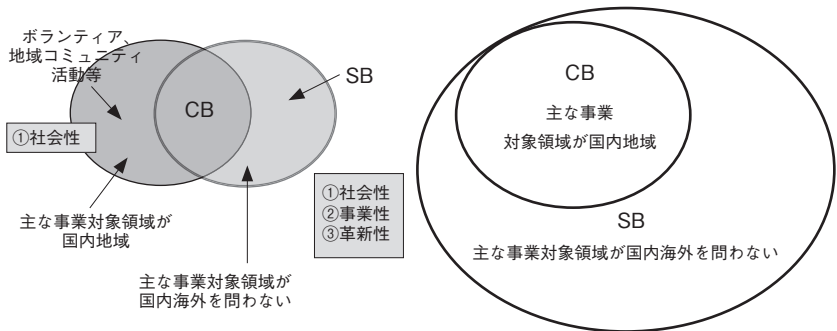 ボランティア、
地域コミュニティ
活動等
SB
CB
①社会性
主な事業対象領域が
国内地域
①社会性
②事業性
③革新性
主な事業対象領域が
国内海外を問わない
CB
主な事業
対象領域が国内地域
SB
主な事業対象領域が国内海外を問わない